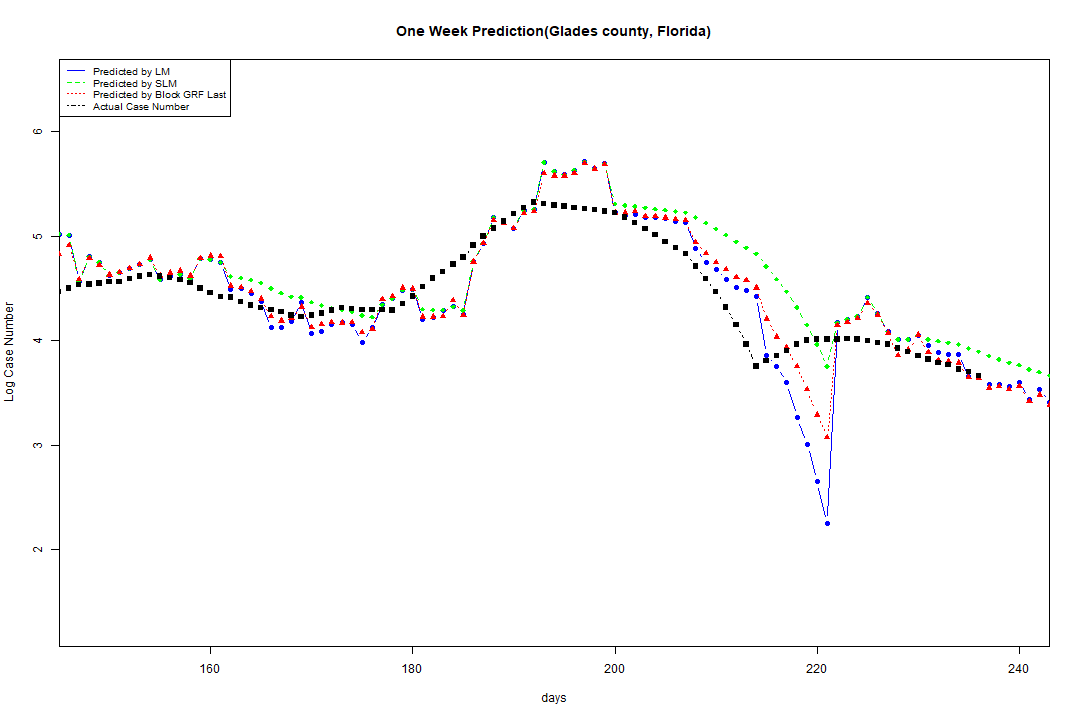 One Week Prediction(Glades county, Florida)
Predicted by LM
Predicted by SLM
Predicted by Block GRF Last
Actual Case Number
6
5
4
3
2
Log Case Number
160 180 200 220 240
days